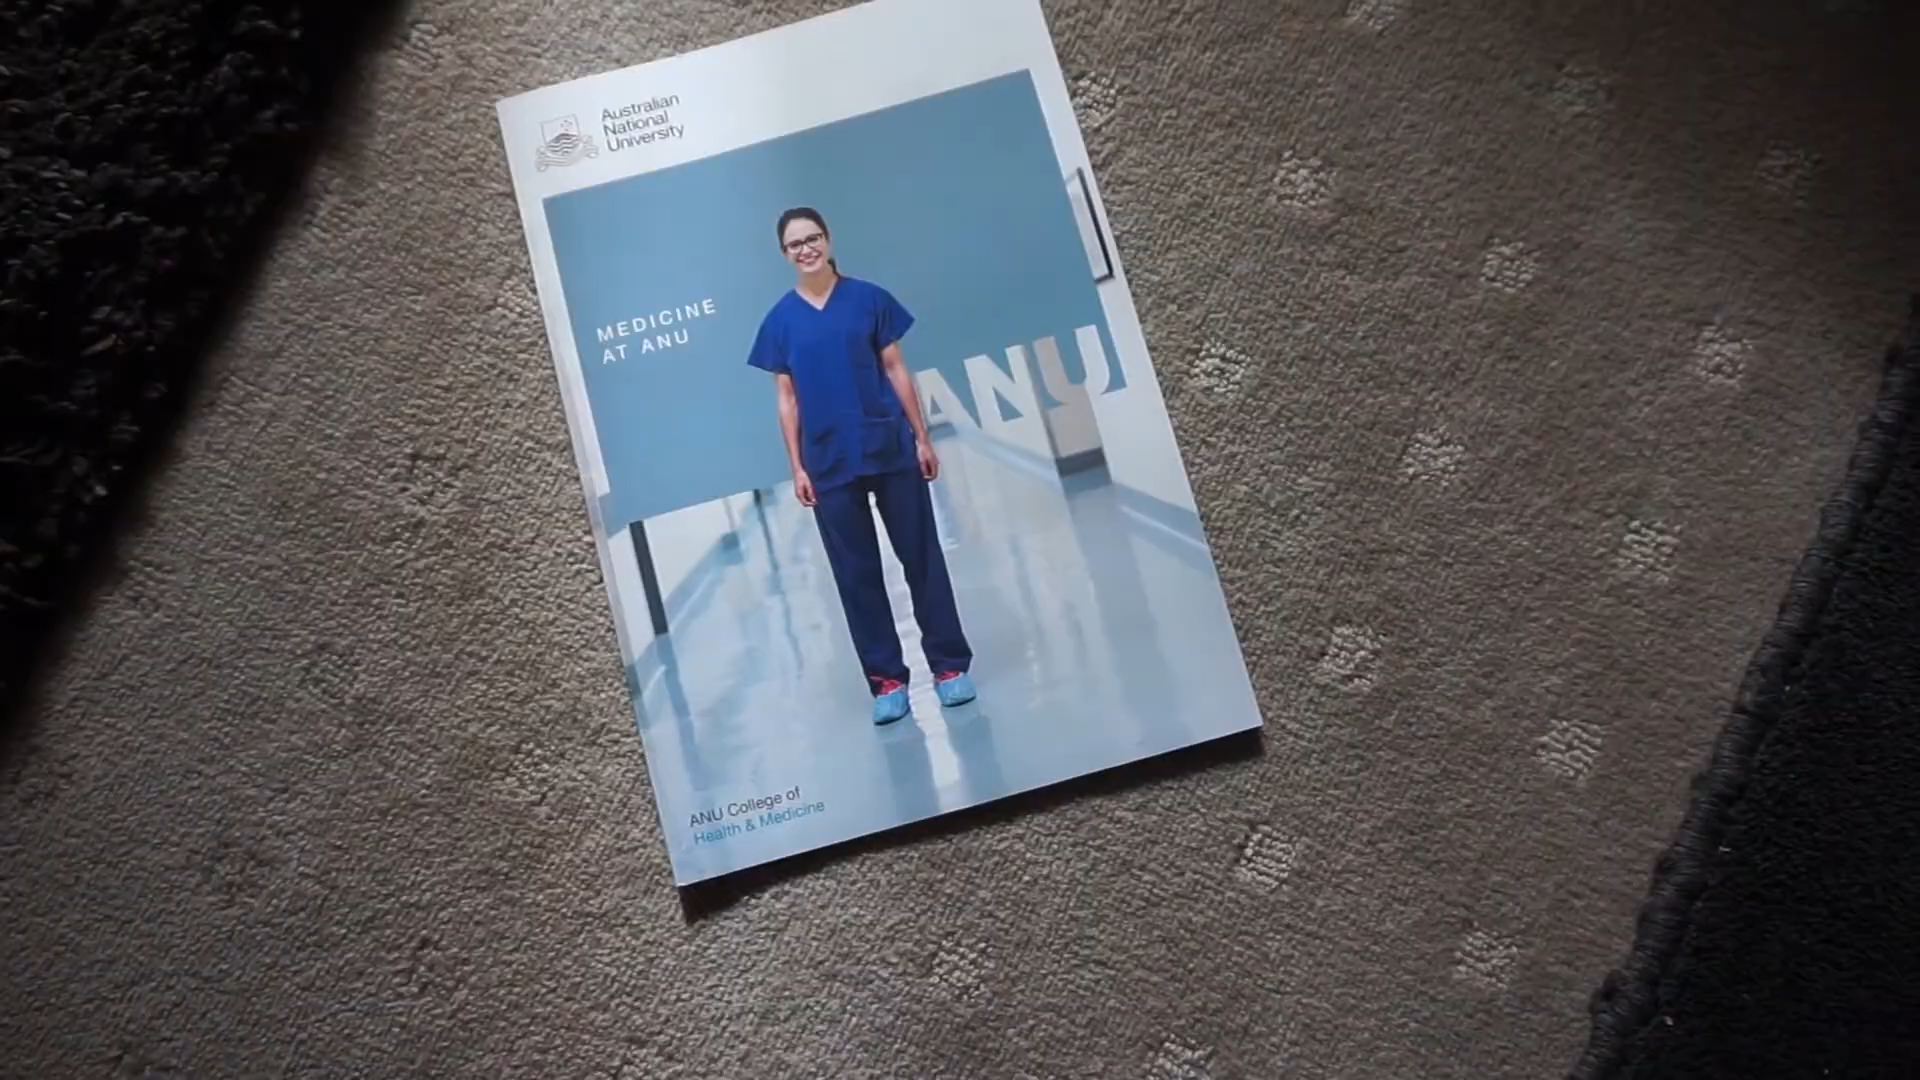 Australian
National
University
MEDICINE
AT ANU
ANU
ANU College of
Health & Medicine